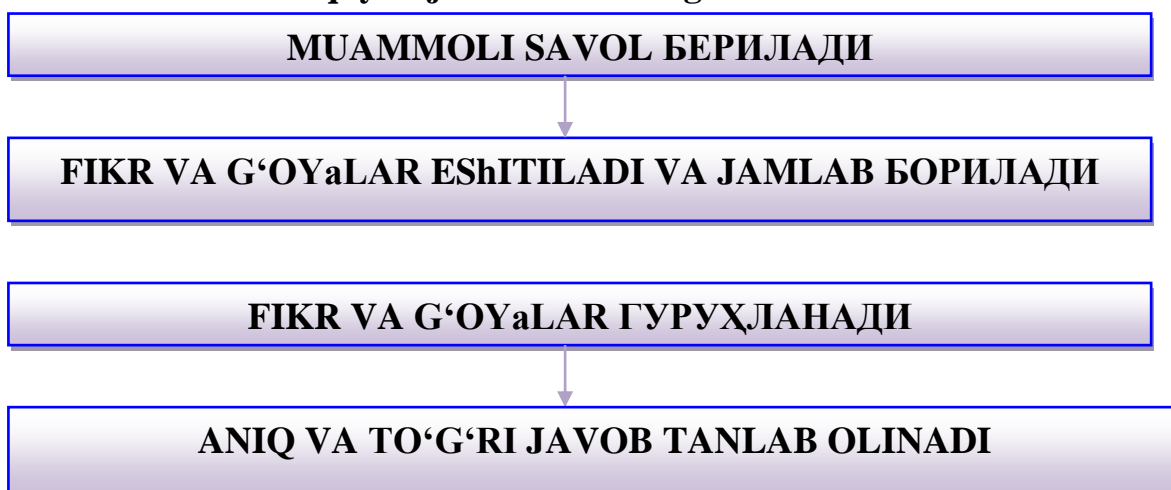 MUAMMOLI SAVOL БЕРИЛАДИ
FIKR VA G‘OYaLAR EShITILADI VA JAMLAB БОРИЛАДИ
FIKR VA G‘OYaLAR ГУРУҲЛАНАДИ
ANIQ VA TO‘G‘RI JAVOB TANLAB OLINADI